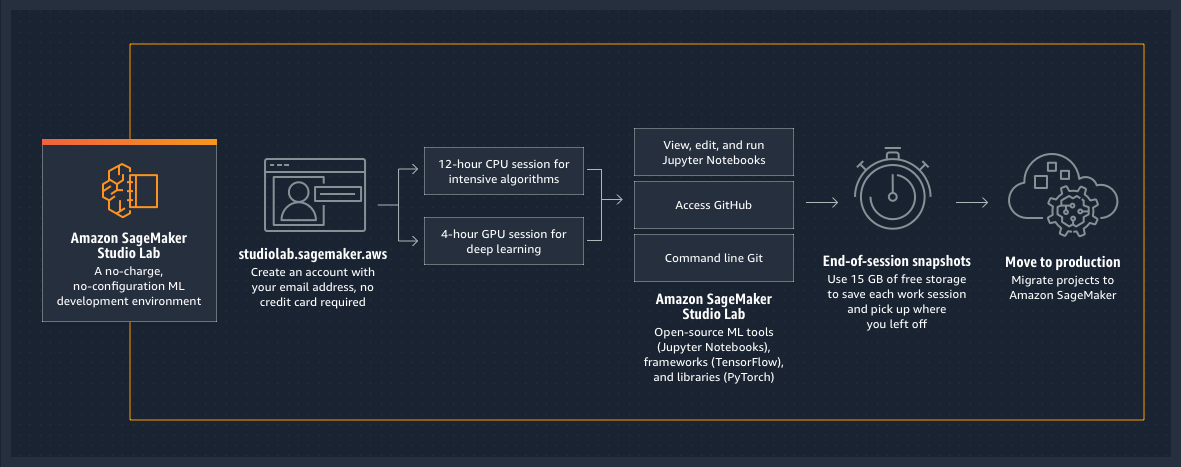 Amazon SageMaker
Studio Lab
A no-charge,
no-configuration ML
development environment
studiolab.sagemaker.aws
Create an account with
your email address, no
credit card required
12-hour CPU session for
intensive algorithms
4-hour GPU session for
deep learning
View, edit, and run
Jupyter Notebooks
Access GitHub
Command line Git
Amazon SageMaker
Studio Lab
Open-source ML tools
(Jupyter Notebooks),
frameworks (TensorFlow),
and libraries (PyTorch)
End-of-session snapshots
Use 15 GB of free storage
to save each work session
and pick up where
you left off
Move to production
Migrate projects to
Amazon SageMaker